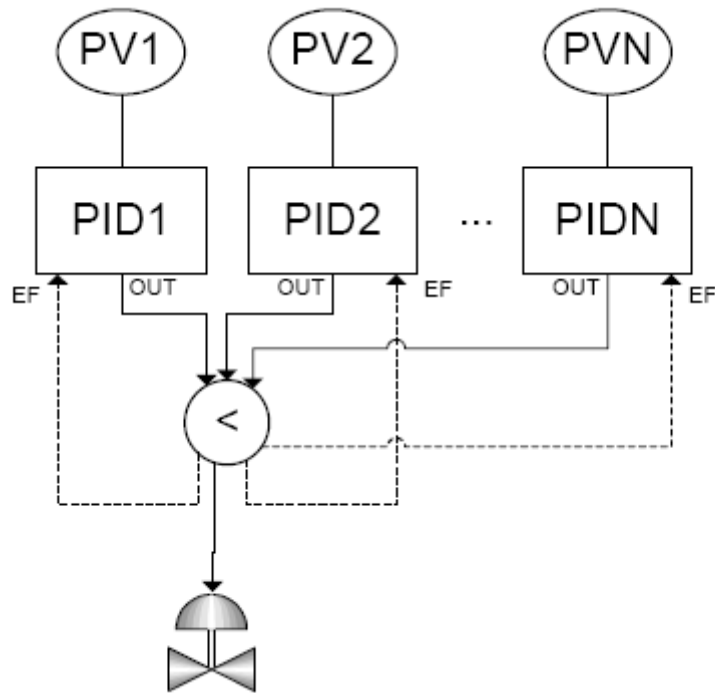 PV1 PV2 PVN
PID1 PID2 ... PIDN
EF OUT OUT EF OUT EF
<